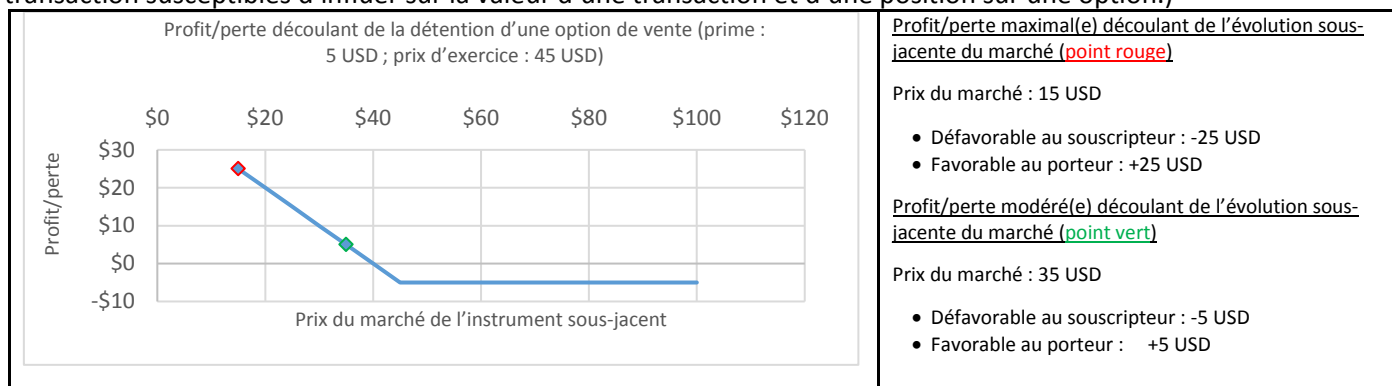 transaction susceptibles d'influer sur la valeur d'une transaction et d'une position sur une option.)
Profit/perte découlant de la détention d'une option de vente (prime :
5 USD ; prix d'exercice : 45 USD)
$0 $20 $40 $60 $80 $100 $120
$30
$20
$10
$0
-$10
Profit/perte
Prix du marché de l'instrument sous-jacent
Profit/perte maximal(e) découlant de l'évolution sous-
jacente du marché (point rouge)
Prix du marché : 15 USD
• Défavorable au souscripteur : -25 USD
• Favorable au porteur : +25 USD
Profit/perte modéré(e) découlant de l'évolution sous-
jacente du marché (point vert)
Prix du marché : 35 USD
• Défavorable au souscripteur : -5 USD
• Favorable au porteur : +5 USD